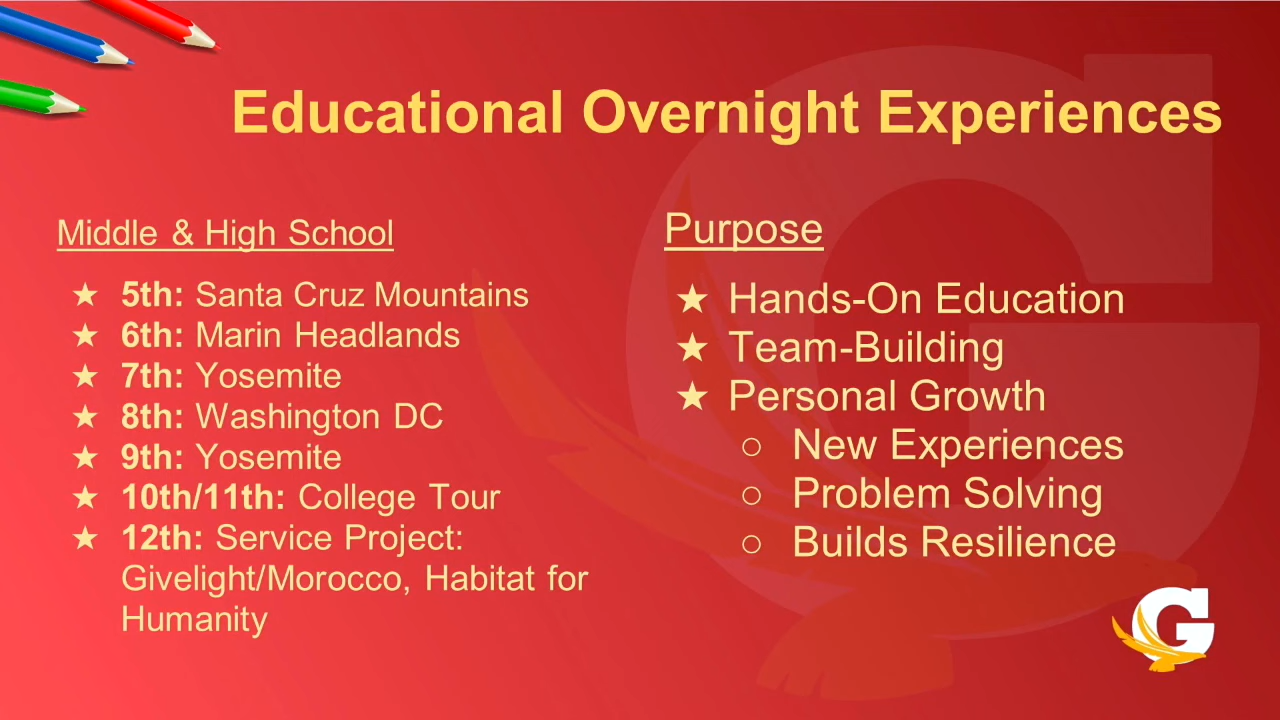 Educational Overnight Experiences
Middle & High School
★ 5th: Santa Cruz Mountains
★ 6th: Marin Headlands
★ 7th: Yosemite
★ 8th: Washington DC
★ 9th: Yosemite
★ 10th/11th: College Tour
★ 12th: Service Project:
Givelight/Morocco, Habitat for
Humanity
Purpose
★ Hands-On Education
★ Team-Building
★ Personal Growth
○ New Experiences
○ Problem Solving
○ Builds Resilience
G